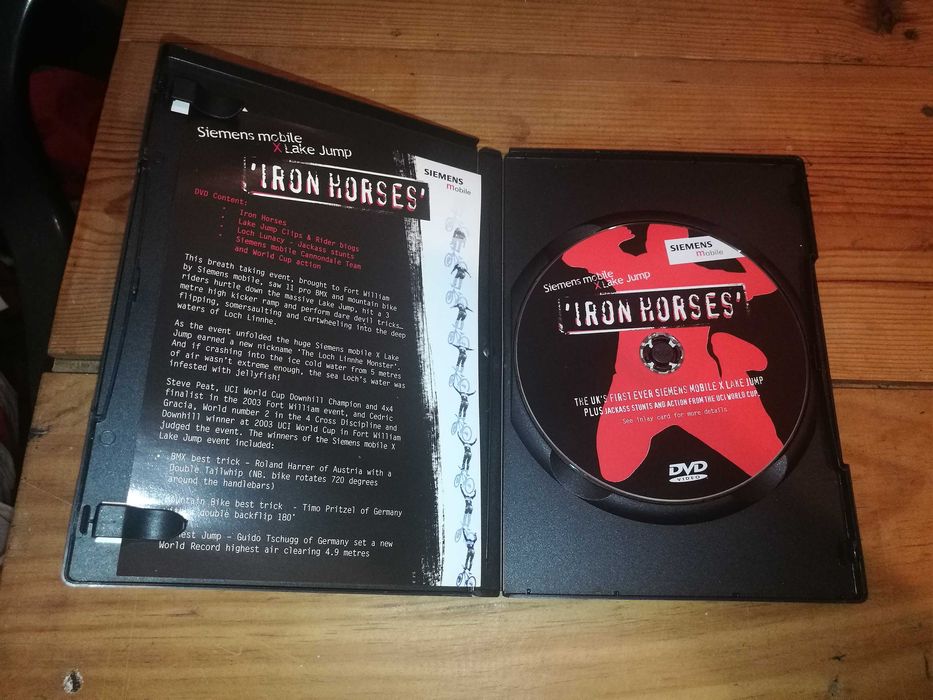 Siemens mobile
X Lake Jump
'IRON HORSES'
SIEMENS
mobile
DVD Content:
· Iron Horses
· Lake Jump Clips & Rider blogs
· Loch Lunacy - Jackass stunts
· Siemens mobile Cannondale Team
and World Cup action
This breath taking event, brought to Fort William
by Siemens mobile, saw 11 pro BMX and mountain bike
riders hurtle down the massive Lake Jump, hit a 3
metre high kicker ramp and perform dare devil tricks…
flipping, somersaulting and cartwheeling into the deep
waters of Loch Linnhe.
As the event unfolded the huge Siemens mobile X Lake
Jump earned a new nickname 'The Loch Linnhe Monster'.
And if crashing into the ice cold water from 5 metres
of air wasn't extreme enough, the sea Loch's water was
infested with Jellyfish!
Steve Peat, UCI World Cup Downhill Champion and 4x4
finalist in the 2003 Fort William event, and Cedric
Gracia, World number 2 in the 4 Cross Discipline and
Downhill winner at 2003 UCI World Cup in Fort William
judged the event. The winners of the Siemens mobile X
Lake Jump event included:
· BMX best trick - Roland Harrer of Austria with a
Double Tailwhip (NB. bike rotates 720 degrees
around the handlebars)
Mountain Bike best trick - Timo Pritzel of Germany
double backflip 180°
Jump - Guido Tschugg of Germany set a new
World Record highest air clearing 4.9 metres
SIEMENS
mobile
Siemens mobile
X Lake Jump
'IRON HORSES'
THE UK'S FIRST EVER SIEMENS MOBILE X LAKE JUMP
PLUS JACKASS STUNTS AND ACTION FROM THE UCI WORLD CUP.
See inlay card for more details
DVD
VIDEO